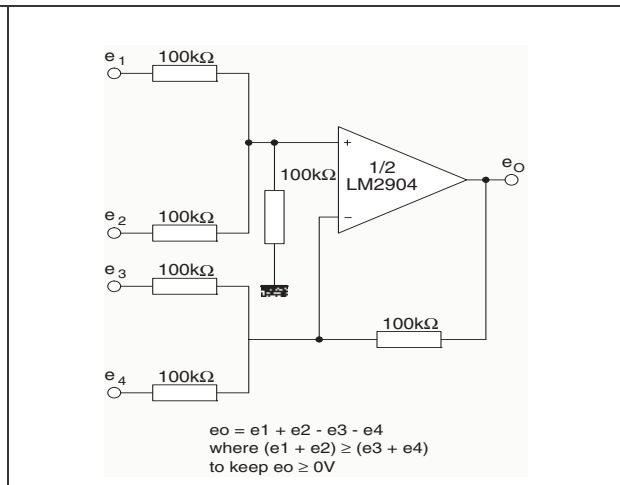 e1
100kΩ
100kΩ
1/2
LM2904
+
-
eO
e2
100kΩ
e3
100kΩ
100kΩ
e4
100kΩ
eo = e1 + e2 - e3 - e4
where (e1 + e2) ≥ (e3 + e4)
to keep eo ≥ 0V